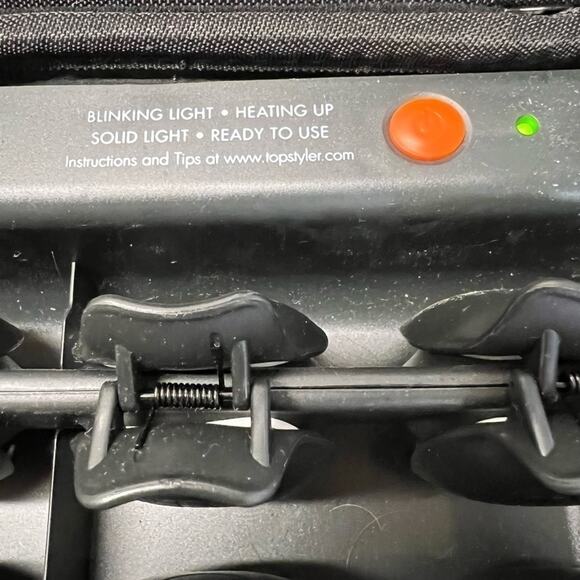 BLINKING LIGHT • HEATING UP
SOLID LIGHT • READY TO USE
Instructions and Tips at www.topstyler.com